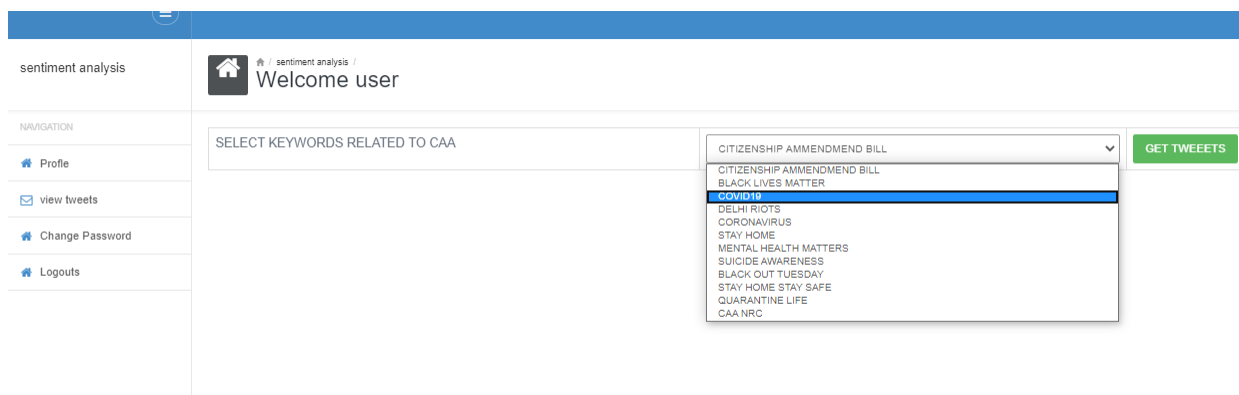 sentiment analysis
/ sentiment analysis /
Welcome user
NAVIGATION
Profle
view tweets
Change Password
Logouts
SELECT KEYWORDS RELATED TO CAA
CITIZENSHIP AMMENDMEND BILL
GET TWEEETS
CITIZENSHIP AMMENDMEND BILL
BLACK LIVES MATTER
COVID19
DELHI RIOTS
CORONAVIRUS
STAY HOME
MENTAL HEALTH MATTERS
SUICIDE AWARENESS
BLACK OUT TUESDAY
STAY HOME STAY SAFE
QUARANTINE LIFE
CAA NRC